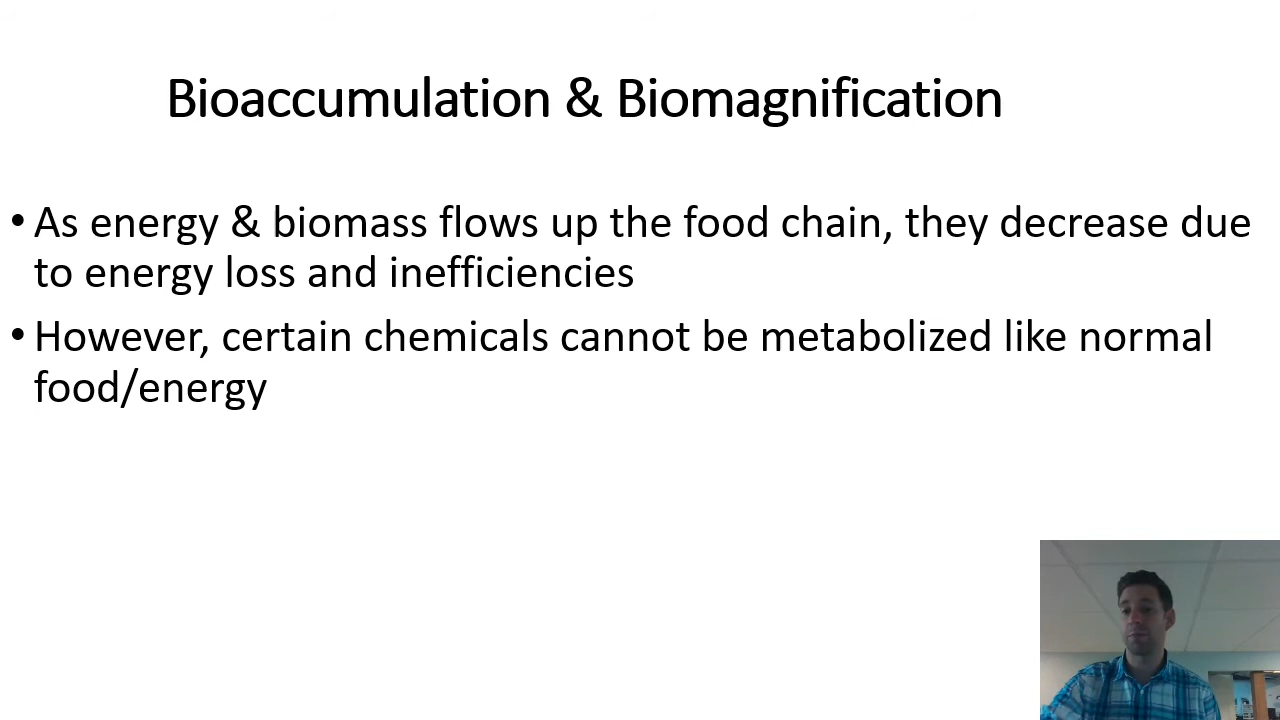 Bioaccumulation & Biomagnification
• As energy & biomass flows up the food chain, they decrease due
to energy loss and inefficiencies
• However, certain chemicals cannot be metabolized like normal
food/energy